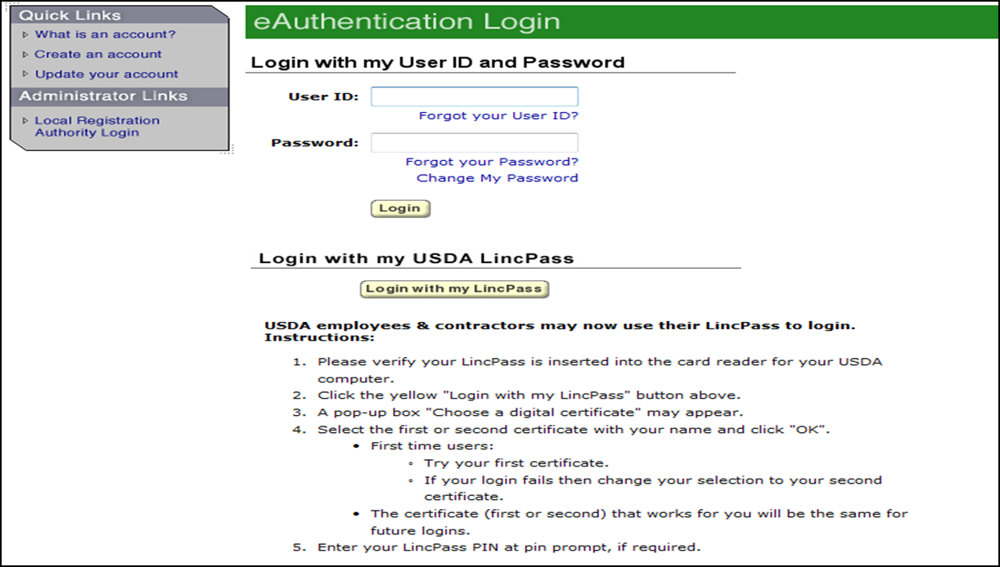 Quick Links
What is an account?
Create an account
Update your account
Administrator Links
Local Registration
Authority Login
eAuthentication Login
Login with my User ID and Password
User ID:
Forgot your User ID?
Password:
Forgot your Password?
Change My Password
Login
Login with my USDA LincPass
Login with my LincPass
USDA employees & contractors may now use their LincPass to login.
Instructions:
1. Please verify your LincPass is inserted into the card reader for your USDA
computer.
2. Click the yellow "Login with my LincPass" button above.
3. A pop-up box "Choose a digital certificate" may appear.
4. Select the first or second certificate with your name and click "OK".
• First time users:
◦ Try your first certificate.
◦ If your login fails then change your selection to your second
certificate.
• The certificate (first or second) that works for you will be the same for
future logins.
5. Enter your LincPass PIN at pin prompt, if required.